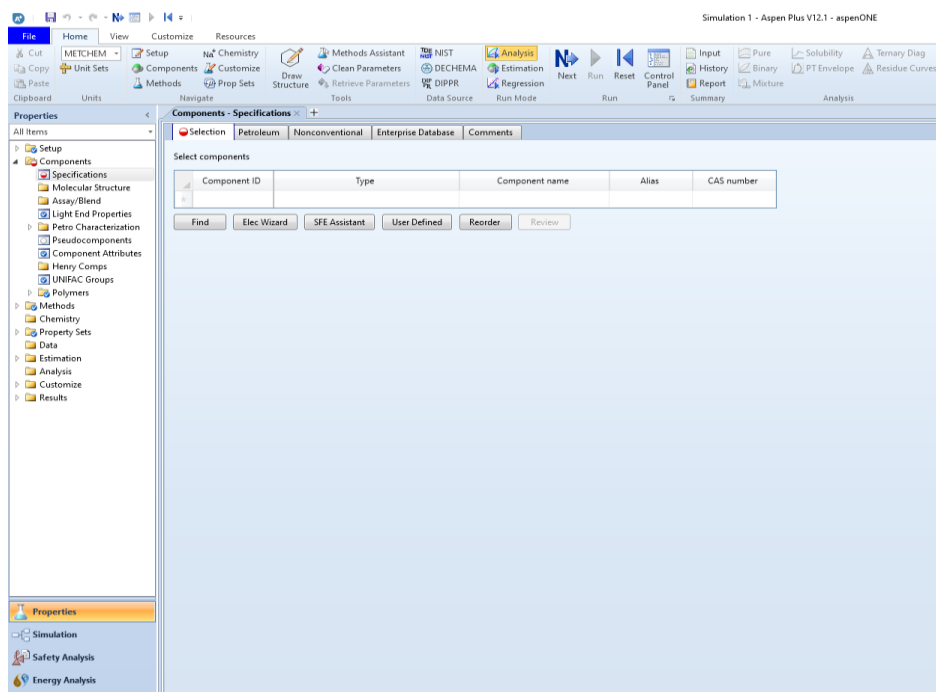 Simulation 1 - Aspen Plus V12.1 - aspenONE
File Home View Customize Resources
Cut METCHEM Setup NaӨ Chemistry Methods Assistant NIST Analysis Input Pure Solubility Ternary Diag
Copy Unit Sets Components Customize Clean Parameters DECHEMA Estimation History Binary PT Envelope Residue Curves
Paste Methods Prop Sets Draw Structure Retrieve Parameters DIPPR Regression Next Run Reset Control Panel Report Mixture
Clipboard Units Navigate Tools Data Source Run Mode Run Summary Analysis
Properties
All Items
Setup
Components
Specifications
Molecular Structure
Assay/Blend
Light End Properties
Petro Characterization
Pseudocomponents
Component Attributes
Henry Comps
UNIFAC Groups
Polymers
Methods
Chemistry
Property Sets
Data
Estimation
Analysis
Customize
Results
Properties
Simulation
Safety Analysis
Energy Analysis
Components - Specifications × +
Selection Petroleum Nonconventional Enterprise Database Comments
Select components
Component ID Type Component name Alias CAS number
Find Elec Wizard SFE Assistant User Defined Reorder Review